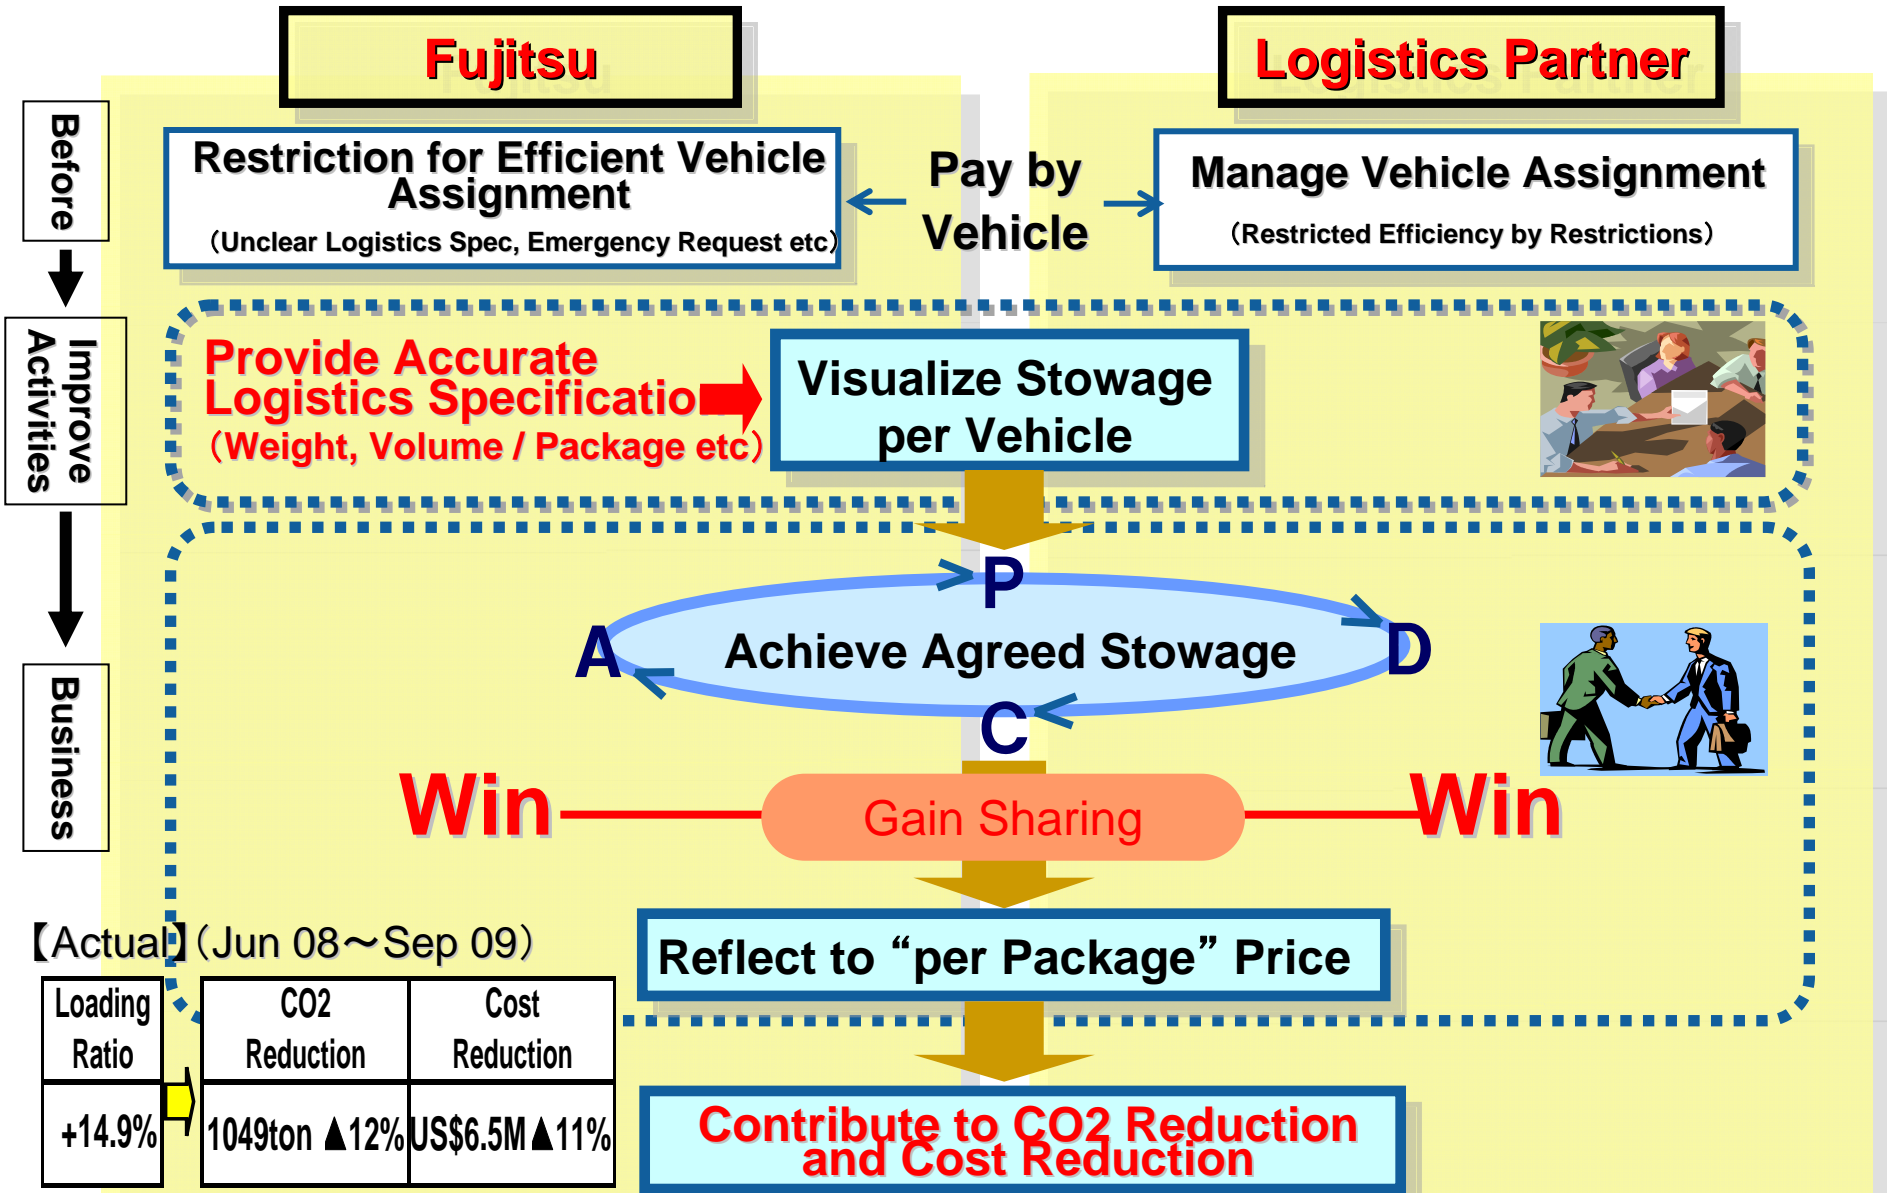 Fujitsu
Logistics Partner
Before
Restriction for Efficient Vehicle
Assignment
（Unclear Logistics Spec, Emergency Request etc）
Pay by
Vehicle
Manage Vehicle Assignment
（Restricted Efficiency by Restrictions）
Improve
Activities
Provide Accurate
Logistics Specificatio
（Weight, Volume / Package etc）
Visualize Stowage
per Vehicle
Business
P
A
Achieve Agreed Stowage
D
C
Win
Gain Sharing
Win
Reflect to “per Package” Price
【Actual】（Jun 08～Sep 09）
Loading
Ratio
CO2
Reduction
Cost
Reduction
+14.9%
1049ton ▲12%
US$6.5M ▲11%
Contribute to CO2 Reduction
and Cost Reduction